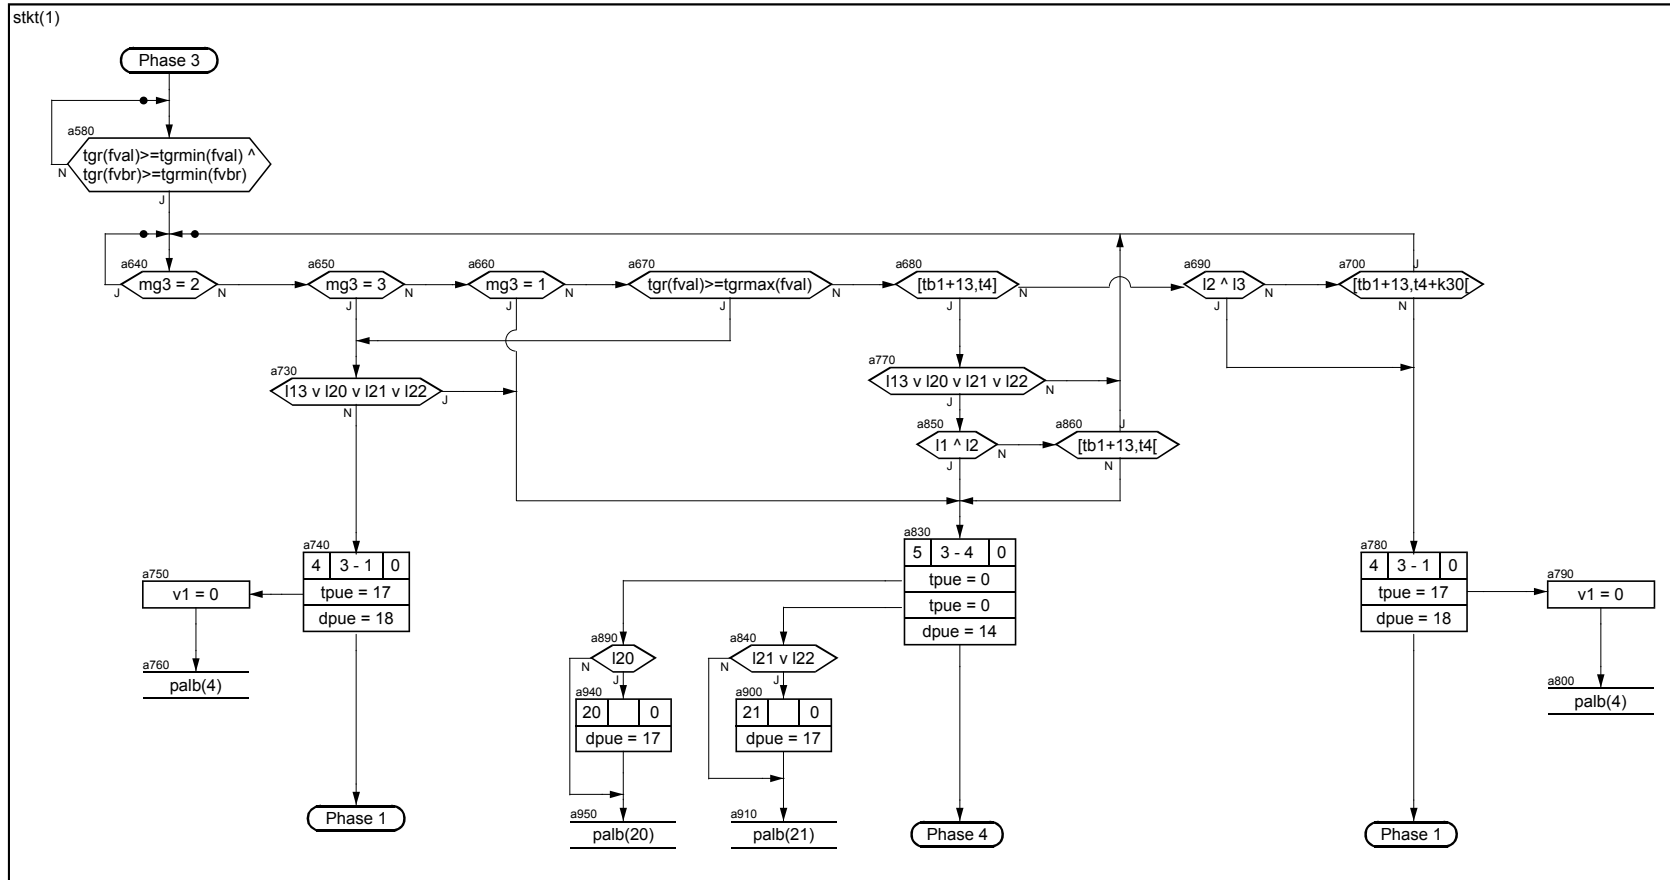 stkt(1)
Phase 3
a580
tgr(fval)>=tgrmin(fval) ^
tgr(fvbr)>=tgrmin(fvbr)
N
J
a640
mg3 = 2
J
N
a650
mg3 = 3
N
J
a660
mg3 = 1
N
J
a670
tgr(fval)>=tgrmax(fval)
N
J
a680
[tb1+13,t4]
N
J
a690
l2 ^ l3
N
J
a700
J
[tb1+13,t4+k30[
N
a730
l13 v l20 v l21 v l22
J
N
a770
l13 v l20 v l21 v l22
N
J
a850
l1 ^ l2
N
J
a860
J
[tb1+13,t4[
N
a740
4 3 - 1 0
tpue = 17
dpue = 18
a750
v1 = 0
a760
palb(4)
Phase 1
a830
5 3 - 4 0
tpue = 0
tpue = 0
dpue = 14
a890
l20
N
J
a940
20 0
dpue = 17
a950
palb(20)
a840
l21 v l22
N
J
a900
21 0
dpue = 17
a910
palb(21)
Phase 4
a780
4 3 - 1 0
tpue = 17
dpue = 18
a790
v1 = 0
a800
palb(4)
Phase 1